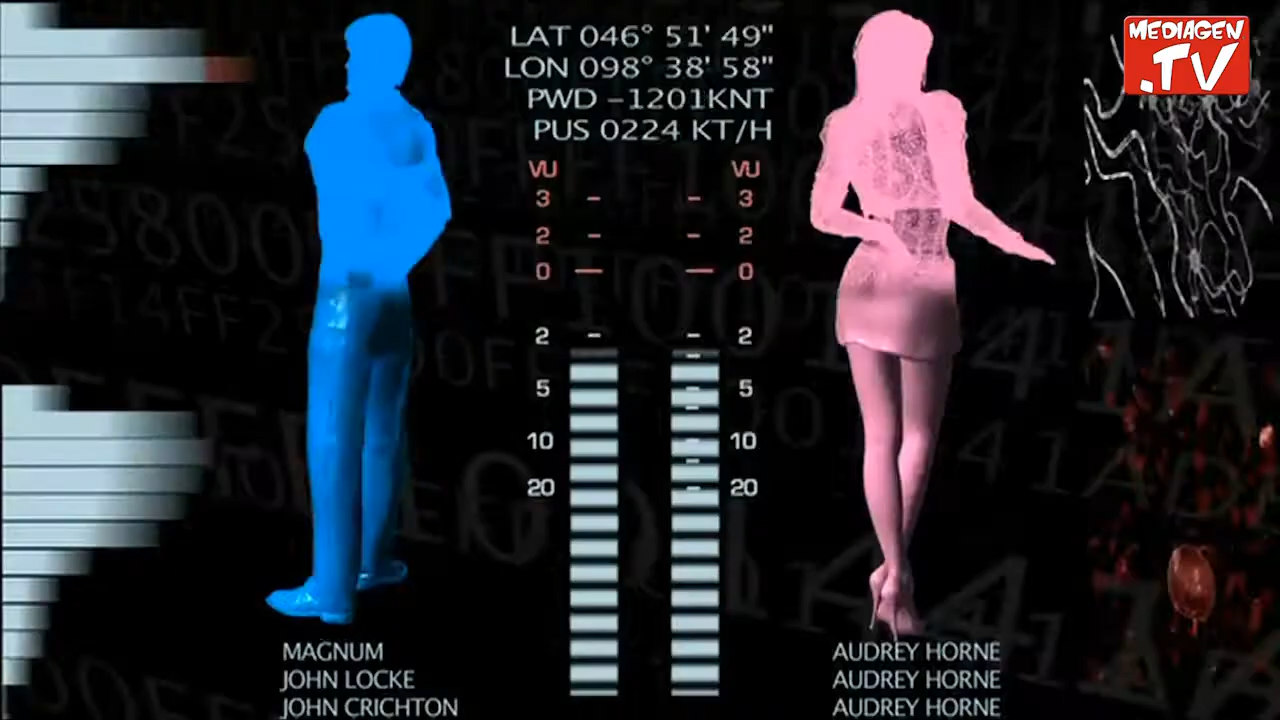 MEDIAGEN
.TV
LAT 046° 51' 49"
LON 098° 38' 58"
PWD –1201KNT
PUS 0224 KT/H
VU VU
3 – – 3
2 – – 2
0 — — 0
2 – – 2
5 5
10 10
20 20
MAGNUM
JOHN LOCKE
JOHN CRICHTON
AUDREY HORNE
AUDREY HORNE
AUDREY HORNE